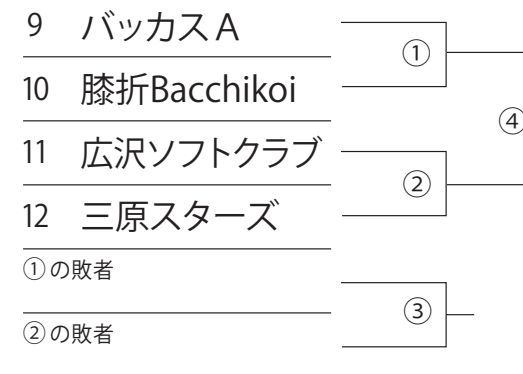 9 バッカス A
①
10 膝折Bacchikoi
④
11 広沢ソフトクラブ
②
12 三原スターズ
①の敗者
③
②の敗者